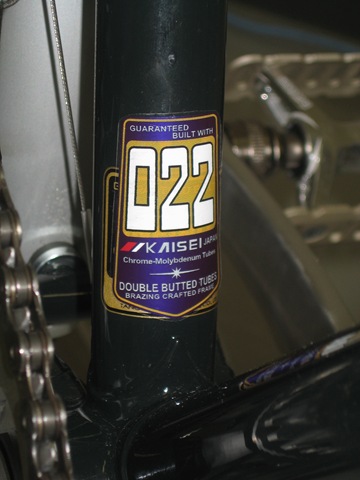 GUARANTEED
BUILT WITH
022
KAISEI JAPAN
Chrome-Molybdenum Tubes
DOUBLE BUTTED TUBES
BRAZING CRAFTED FRAME